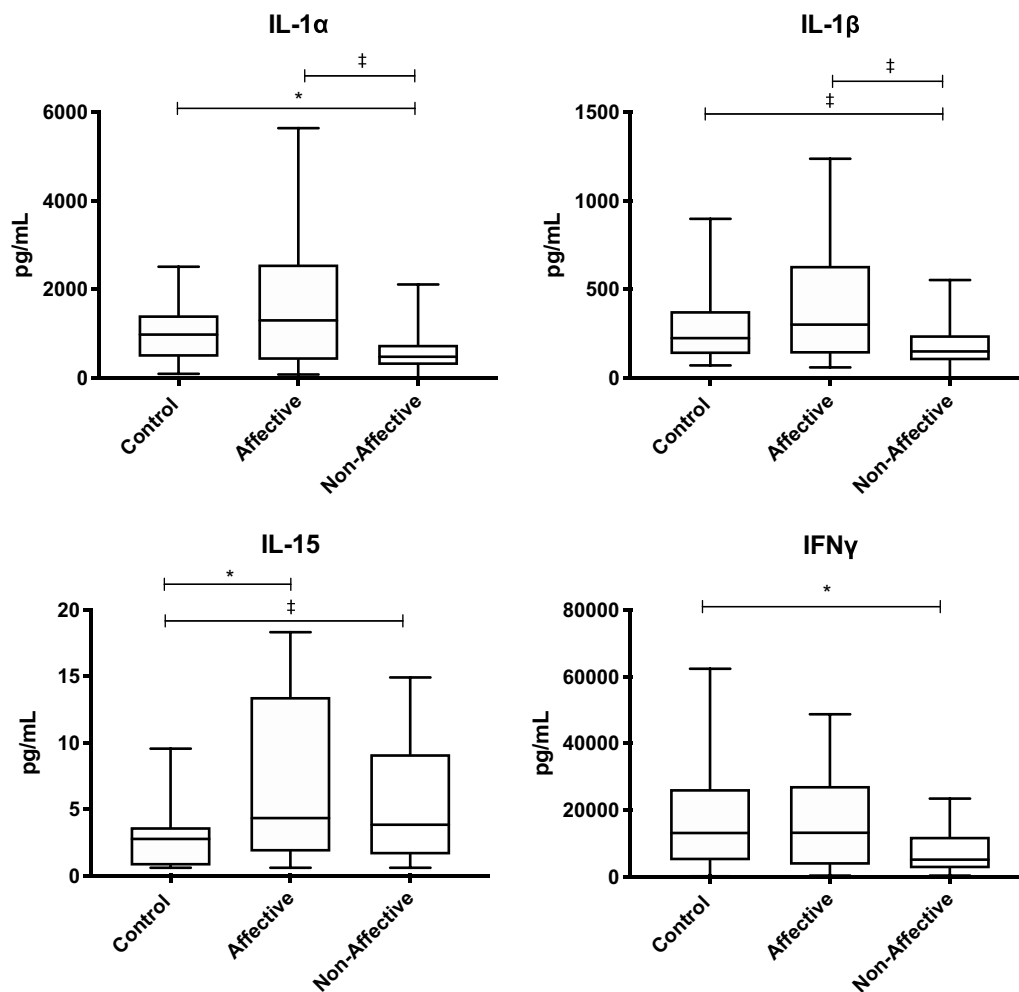 IL-1α
‡
*
6000
4000
2000
0
pg/mL
Control
Affective
Non-Affective
IL-1β
‡
‡
1500
1000
500
0
pg/mL
Control
Affective
Non-Affective
IL-15
*
‡
20
15
10
5
0
pg/mL
Control
Affective
Non-Affective
IFNγ
*
80000
60000
40000
20000
0
pg/mL
Control
Affective
Non-Affective